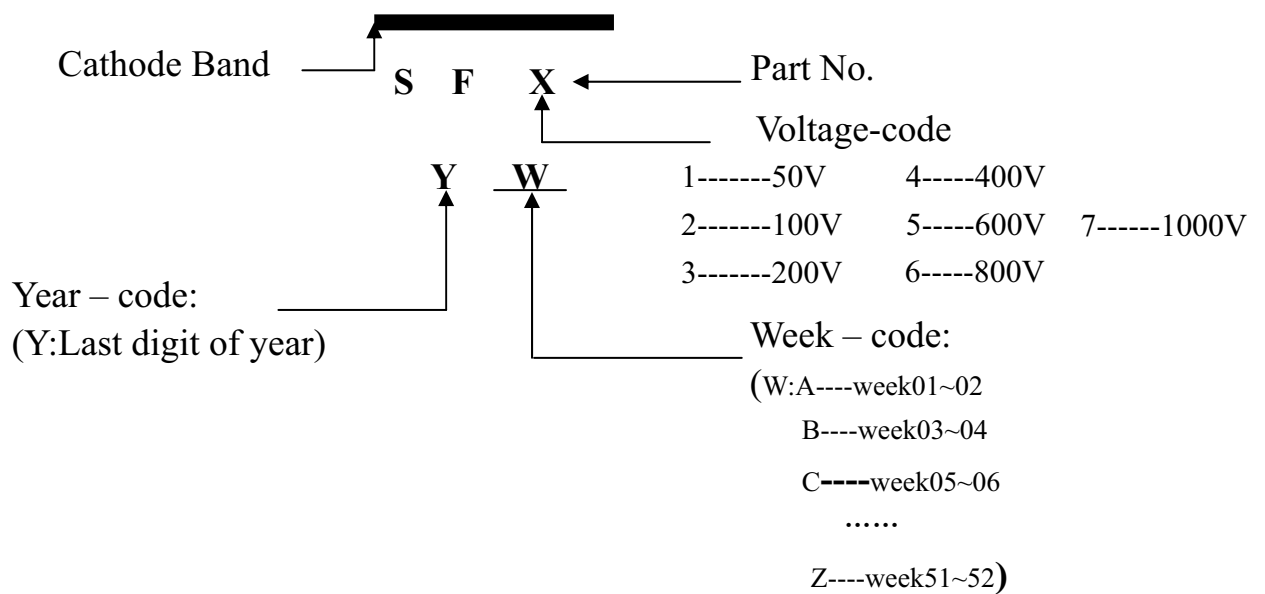 Cathode Band
S F X
Part No.
Voltage-code
Y W
1-------50V 4-----400V
2-------100V 5-----600V 7------1000V
3-------200V 6-----800V
Year – code:
(Y:Last digit of year)
Week – code:
(W:A----week01~02
B----week03~04
C----week05~06
……
Z----week51~52)